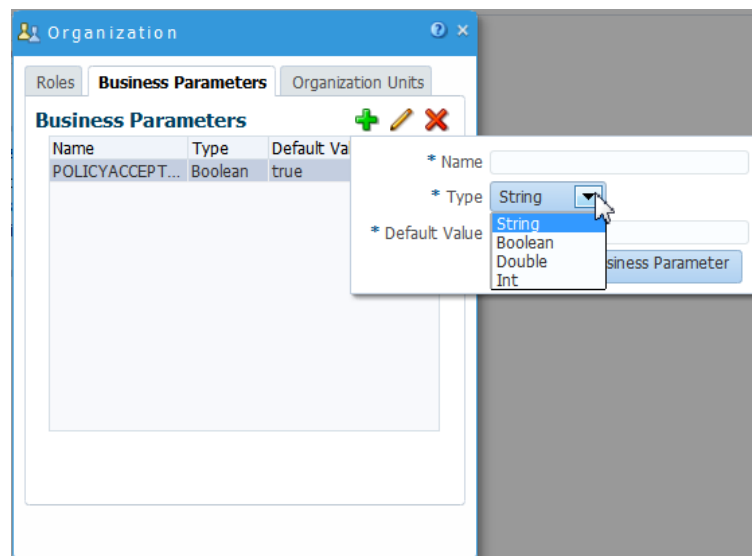 Organization
Roles Business Parameters Organization Units
Business Parameters
Name Type Default Va
POLICYACCEPT... Boolean true
* Name
* Type String
String
Boolean
Double
Int
* Default Value
siness Parameter